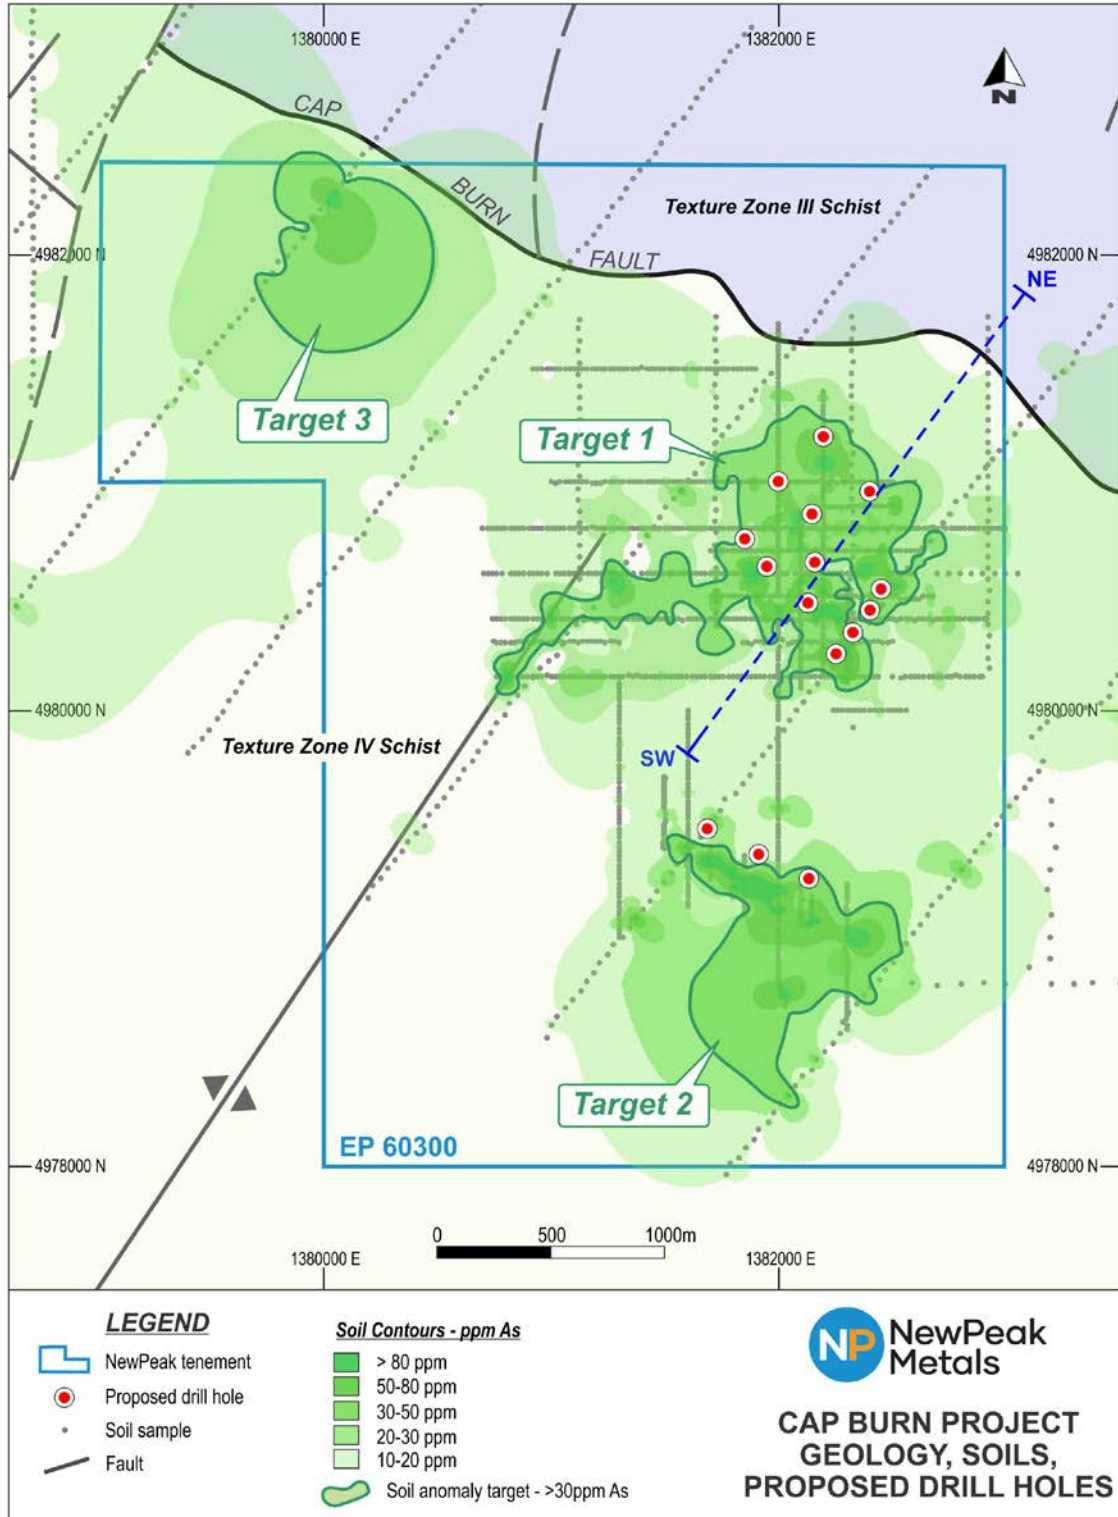 1380000 E
1382000 E
N
CAP
BURN
FAULT
Texture Zone III Schist
4982000 N
4982000 N
NE
Target 3
Target 1
4980000 N
4980000 N
Texture Zone IV Schist
SW
Target 2
EP 60300
4978000 N
4978000 N
0 500 1000m
1380000 E
1382000 E
LEGEND
NewPeak tenement
Proposed drill hole
Soil sample
Fault
Soil Contours - ppm As
> 80 ppm
50-80 ppm
30-50 ppm
20-30 ppm
10-20 ppm
Soil anomaly target - >30ppm As
NP
NewPeak
Metals
CAP BURN PROJECT
GEOLOGY, SOILS,
PROPOSED DRILL HOLES